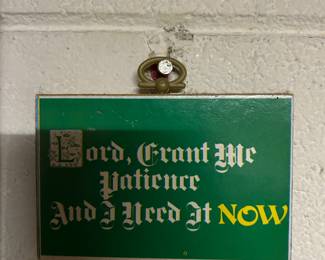 Lord, Grant Me
Patience
And I Need It NOW